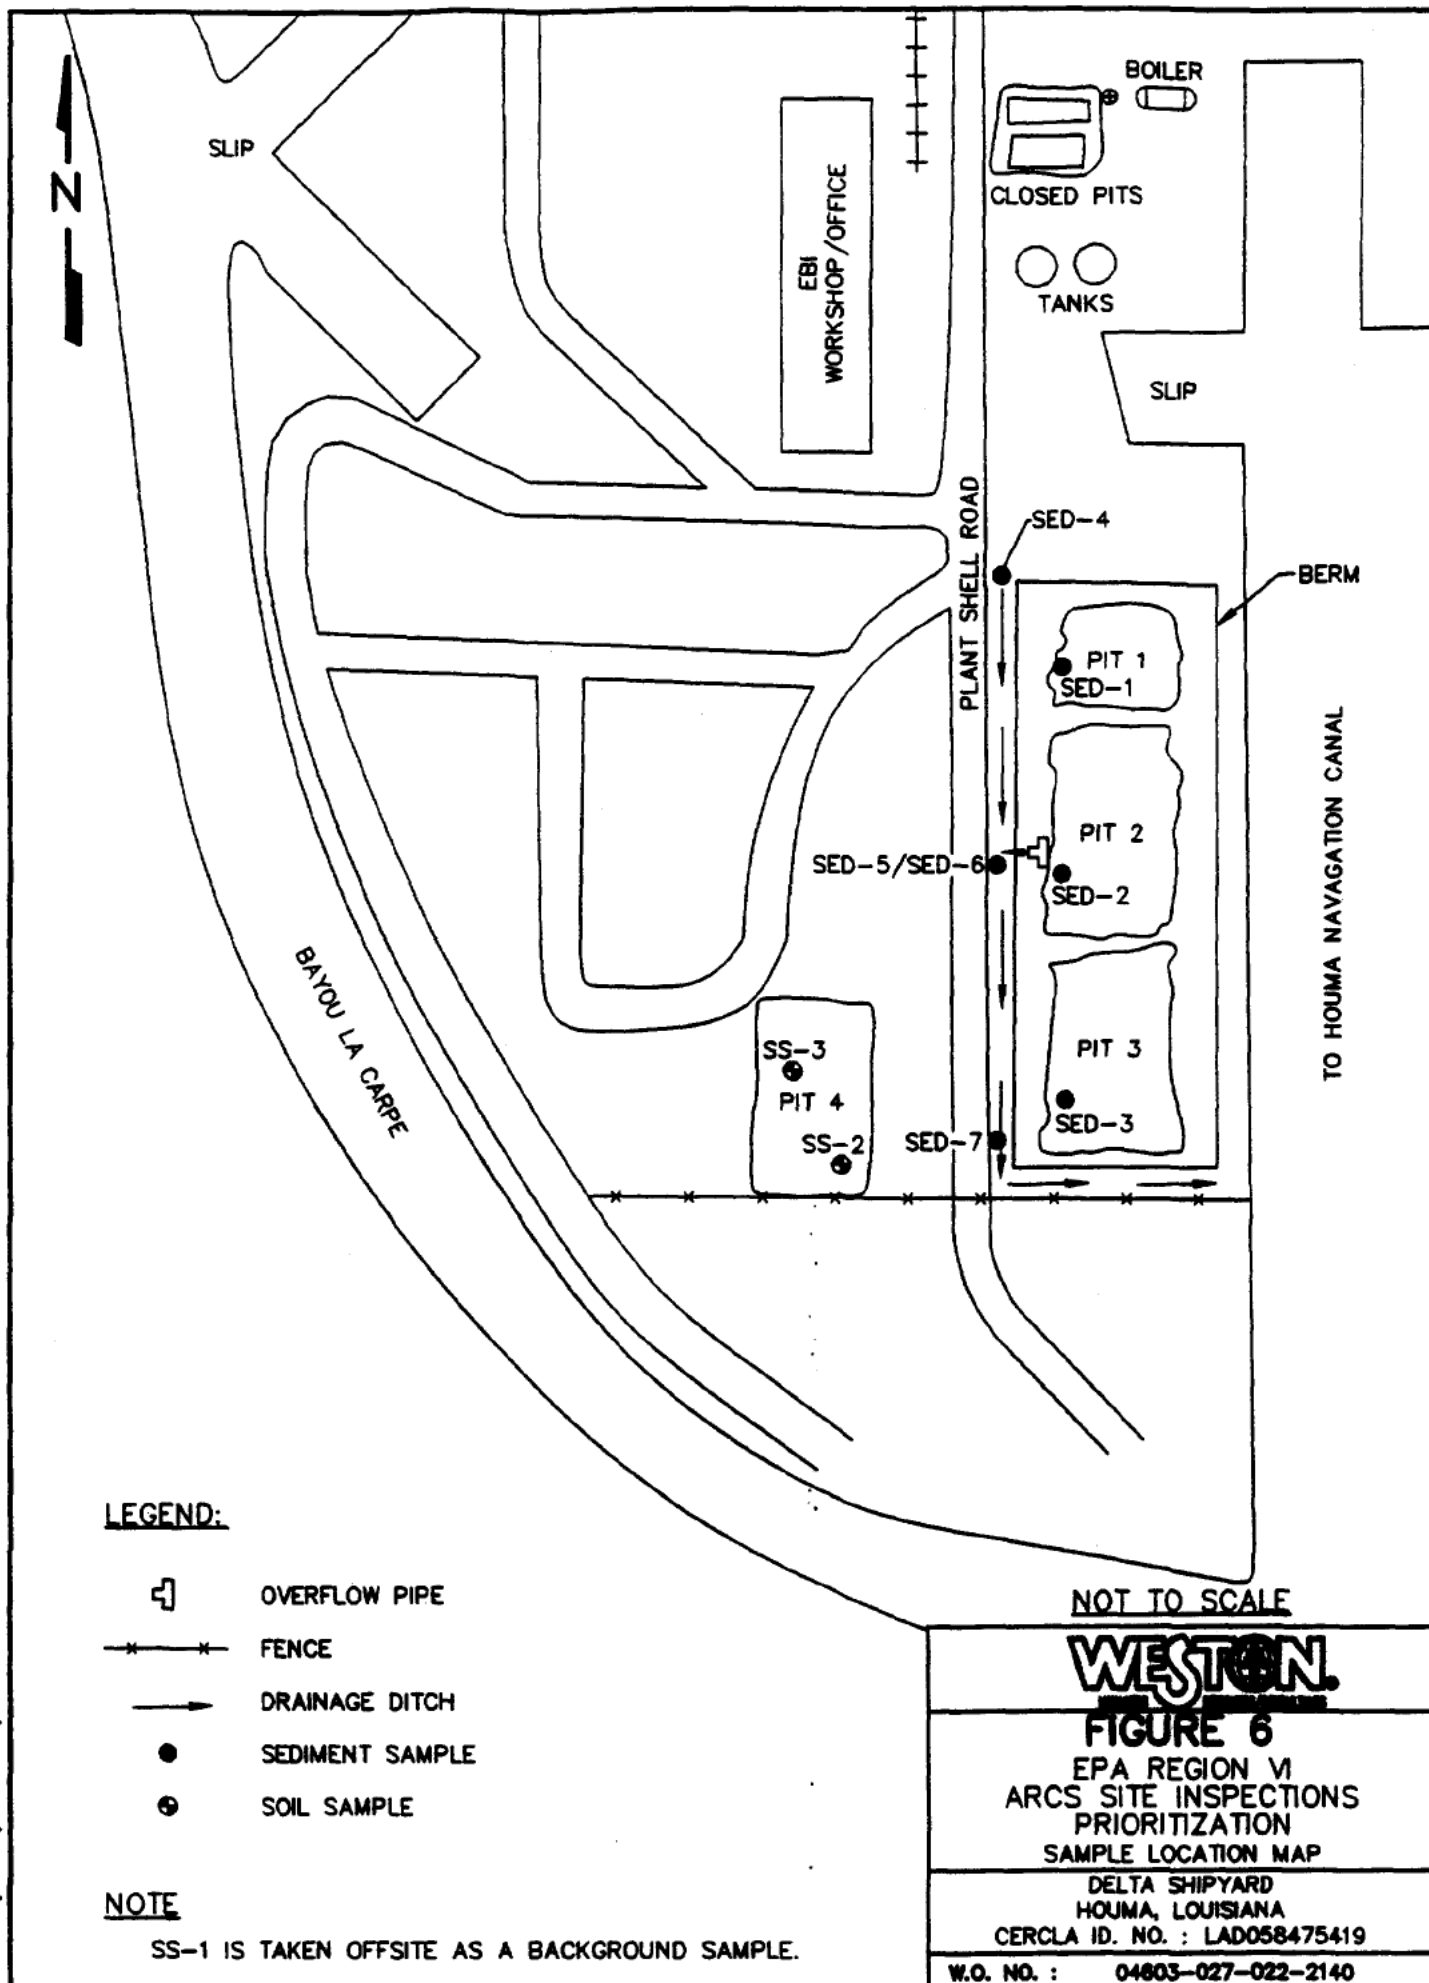 BOILER
SLIP
N
CLOSED PITS
EBI
WORKSHOP/OFFICE
TANKS
SLIP
PLANT SHELL ROAD
SED-4
BERM
PIT 1
SED-1
TO HOUMA NAVAGATION CANAL
PIT 2
SED-5/SED-6
SED-2
BAYOU LA CARPE
SS-3
PIT 4
PIT 3
SED-3
SS-2
SED-7
LEGEND:
OVERFLOW PIPE
FENCE
DRAINAGE DITCH
SEDIMENT SAMPLE
SOIL SAMPLE
NOTE
SS-1 IS TAKEN OFFSITE AS A BACKGROUND SAMPLE.
NOT TO SCALE
WESTON.
FIGURE 6
EPA REGION VI
ARCS SITE INSPECTIONS
PRIORITIZATION
SAMPLE LOCATION MAP
DELTA SHIPYARD
HOUMA, LOUISIANA
CERCLA ID. NO. : LAD058475419
W.O. NO. : 04603-027-022-2140